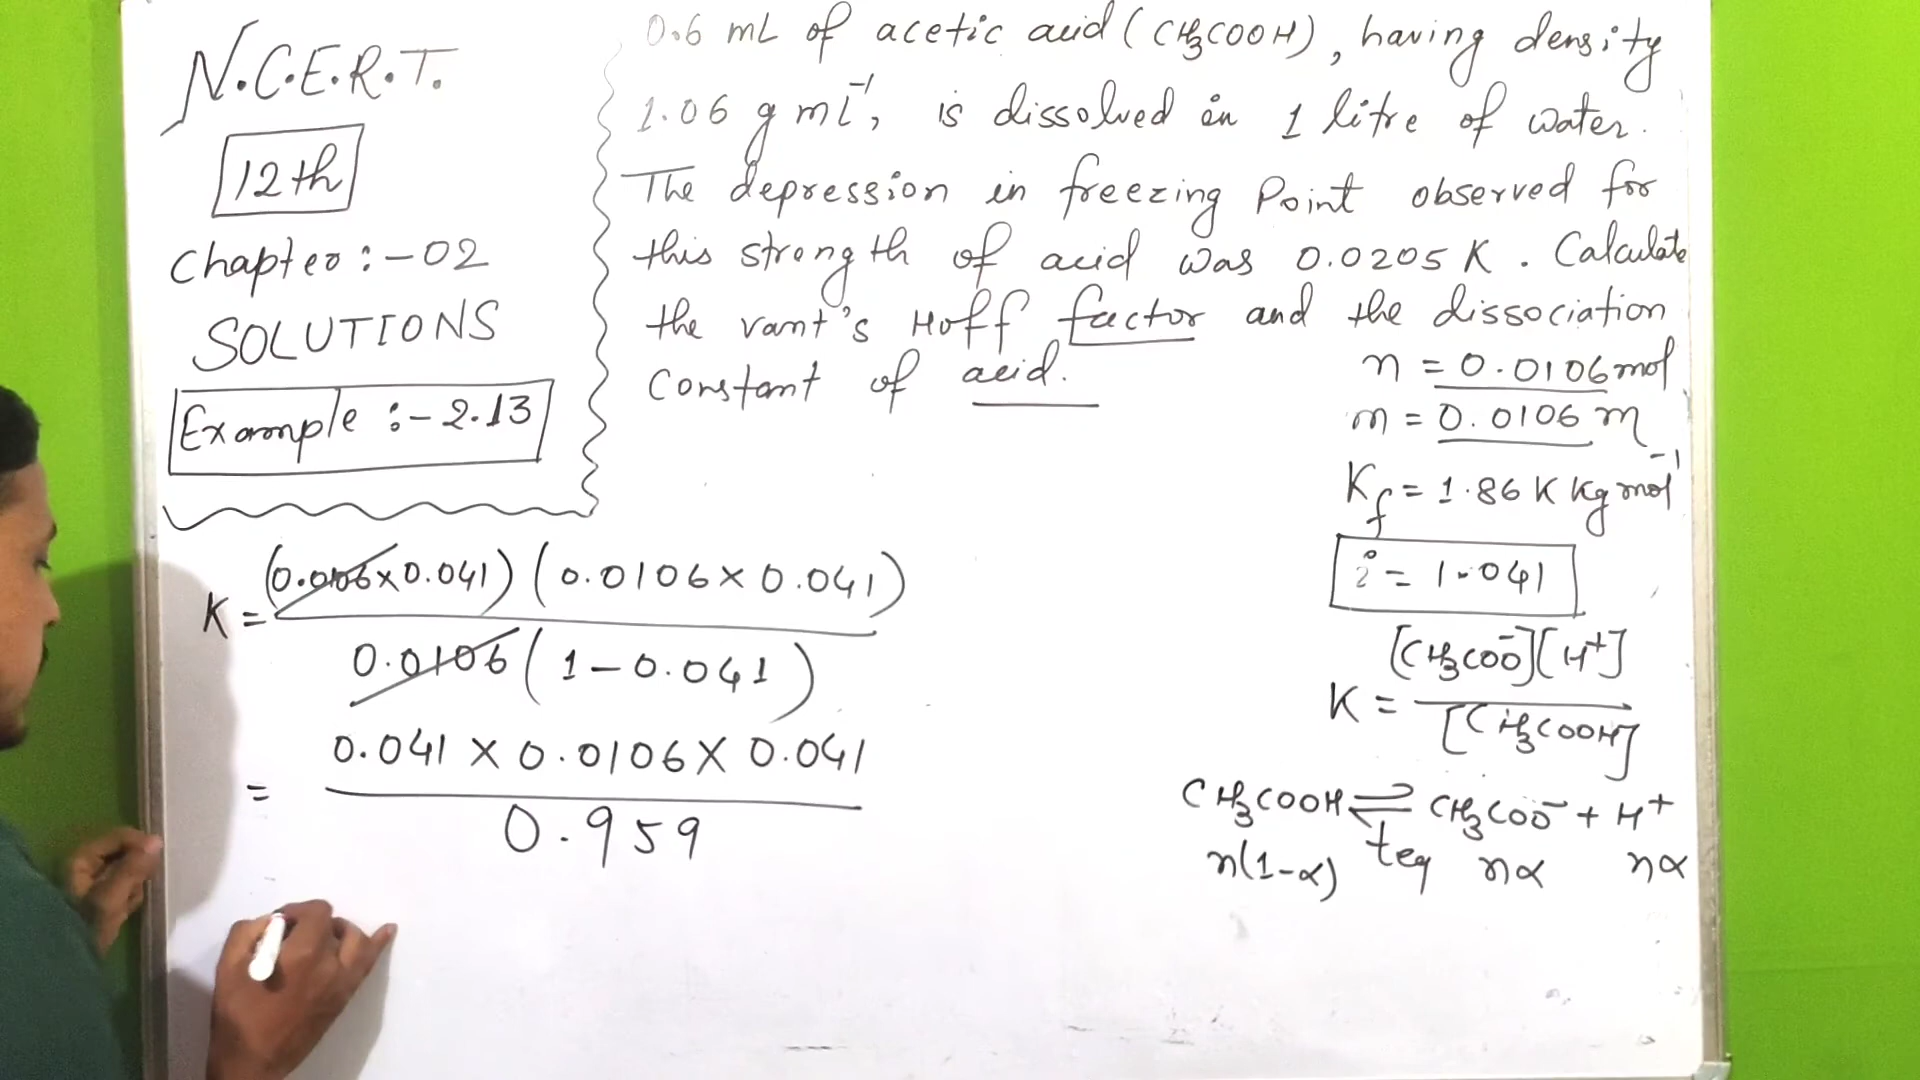 N.C.E.R.T.
12th
Chapter :- 02
SOLUTIONS
Example :- 2.13
0.6 mL of acetic acid (CH₃COOH), having density
1.06 g mL⁻¹, is dissolved in 1 litre of water.
The depression in freezing Point observed for
this strength of acid was 0.0205 K. Calculate
the vant's Hoff factor and the dissociation
Constant of acid.
n = 0.0106 mol
m = 0.0106 m
K_f = 1.86 K Kg mol⁻¹
i = 1.041
[CH₃COO⁻][H⁺]
K =
[CH₃COOH]
CH₃COOH ⇌ CH₃COO⁻ + H⁺
n(1-α) teq nα nα
(0.0106×0.041) (0.0106×0.041)
K =
0.0106 (1-0.041)
0.041 × 0.0106 × 0.041
=
0.959